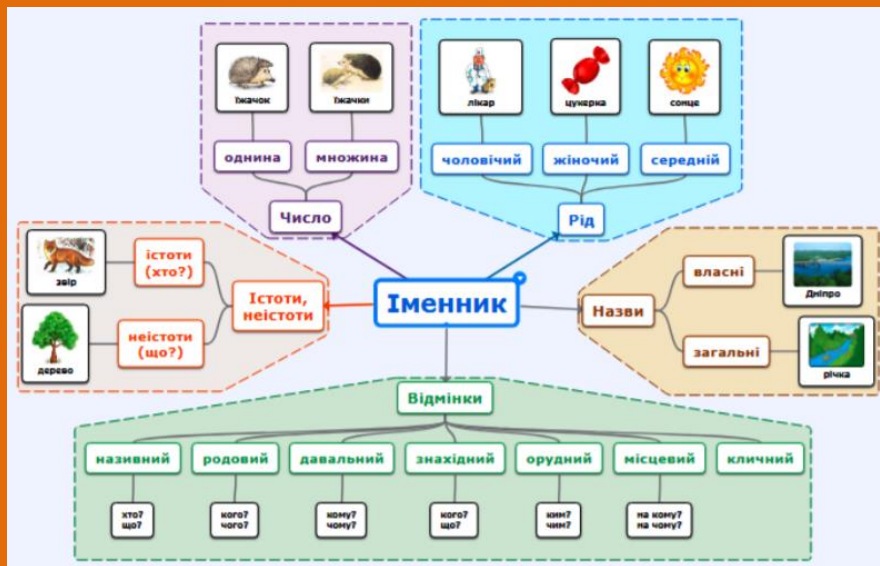 їжачок
їжачки
однина
множина
Число
лікар
цукерка
сонце
чоловічий
жіночий
середній
Рід
звір
істоти
(хто?)
дерево
неістоти
(що?)
Істоти,
неістоти
Іменник
Назви
власні
Дніпро
загальні
річка
Відмінки
називний
родовий
давальний
знахідний
орудний
місцевий
кличний
хто?
що?
кого?
чого?
кому?
чому?
кого?
що?
ким?
чим?
на кому?
на чому?